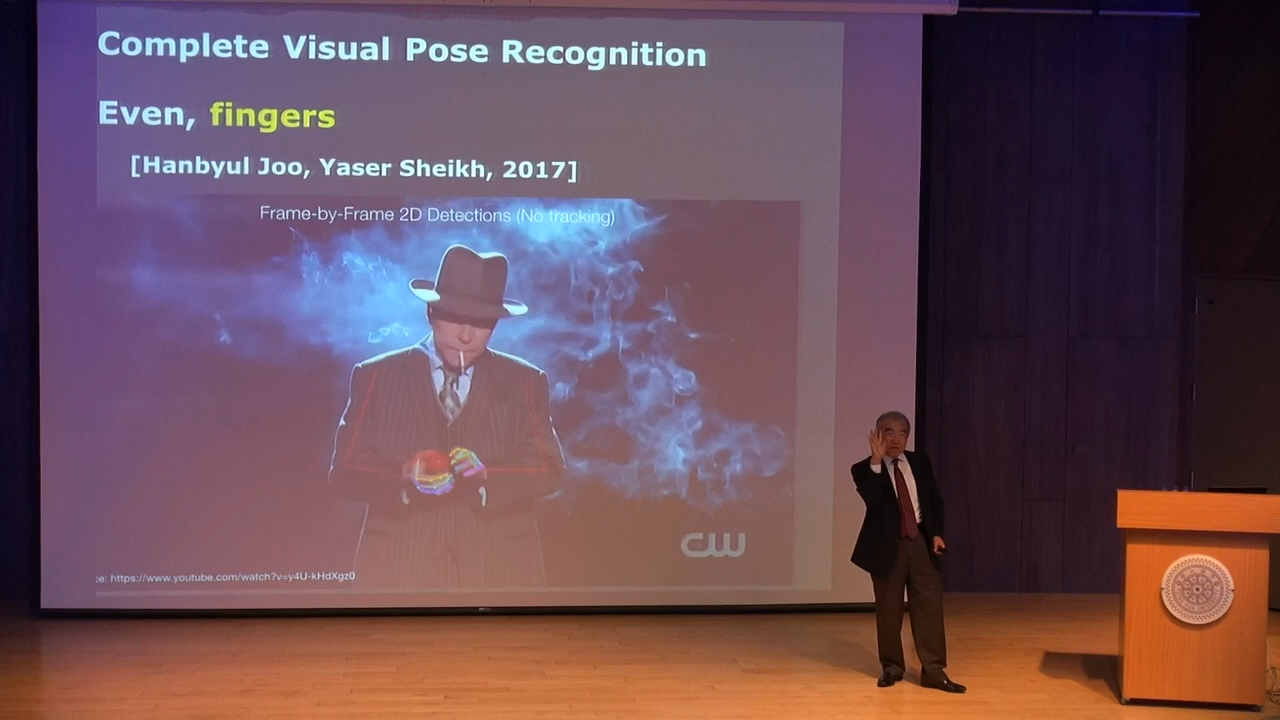 Complete Visual Pose Recognition
Even, fingers
[Hanbyul Joo, Yaser Sheikh, 2017]
Frame-by-Frame 2D Detections (No tracking)
CW
e: https://www.youtube.com/watch?v=y4U-kHdXgz0